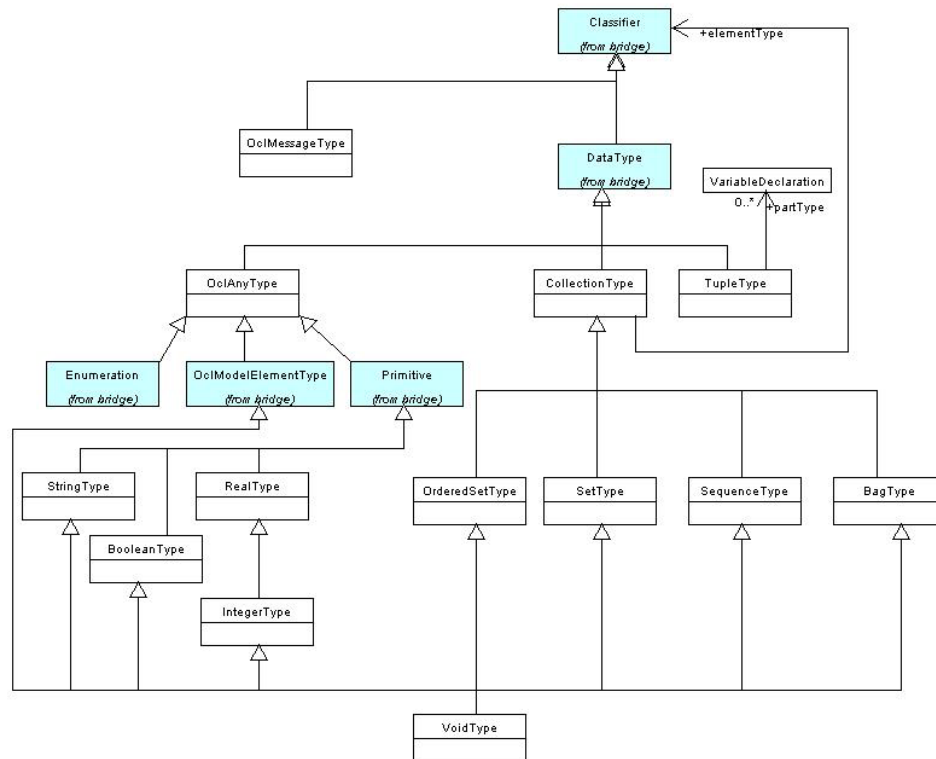 Classifier
(from bridge)
+elementType
OclMessageType
DataType
(from bridge)
VariableDeclaration
0..*
+partType
OclAnyType
CollectionType
TupleType
Enumeration
(from bridge)
OclModelElementType
(from bridge)
Primitive
(from bridge)
StringType
RealType
OrderedSetType
SetType
SequenceType
BagType
BooleanType
IntegerType
VoidType